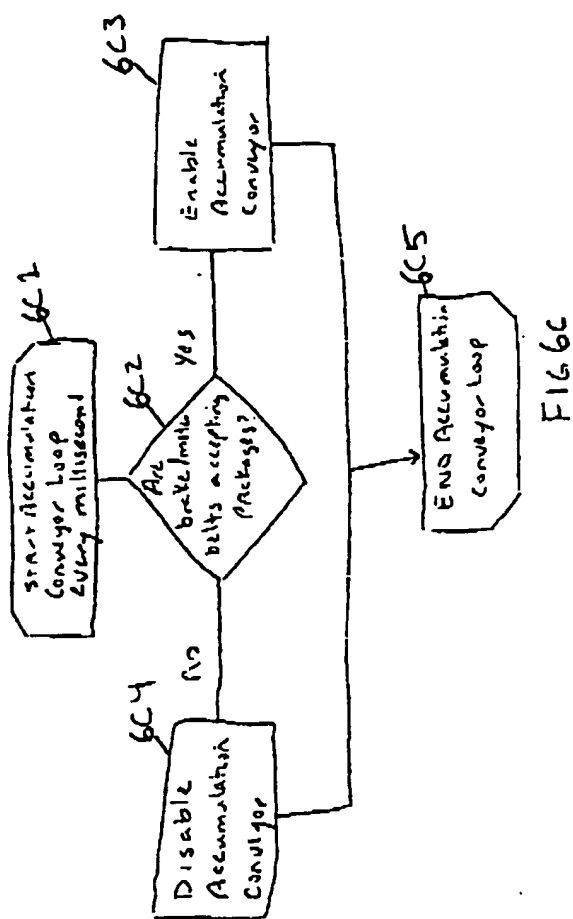 6C1
START Accumulation
Conveyor Loop
Every millisecond
6C2
Are
brake/meter
belts accepting
packages?
Yes
No
6C3
Enable
Accumulation
Conveyor
6C4
Disable
Accumulation
Conveyor
6C5
END Accumulation
Conveyor Loop
FIG 6C